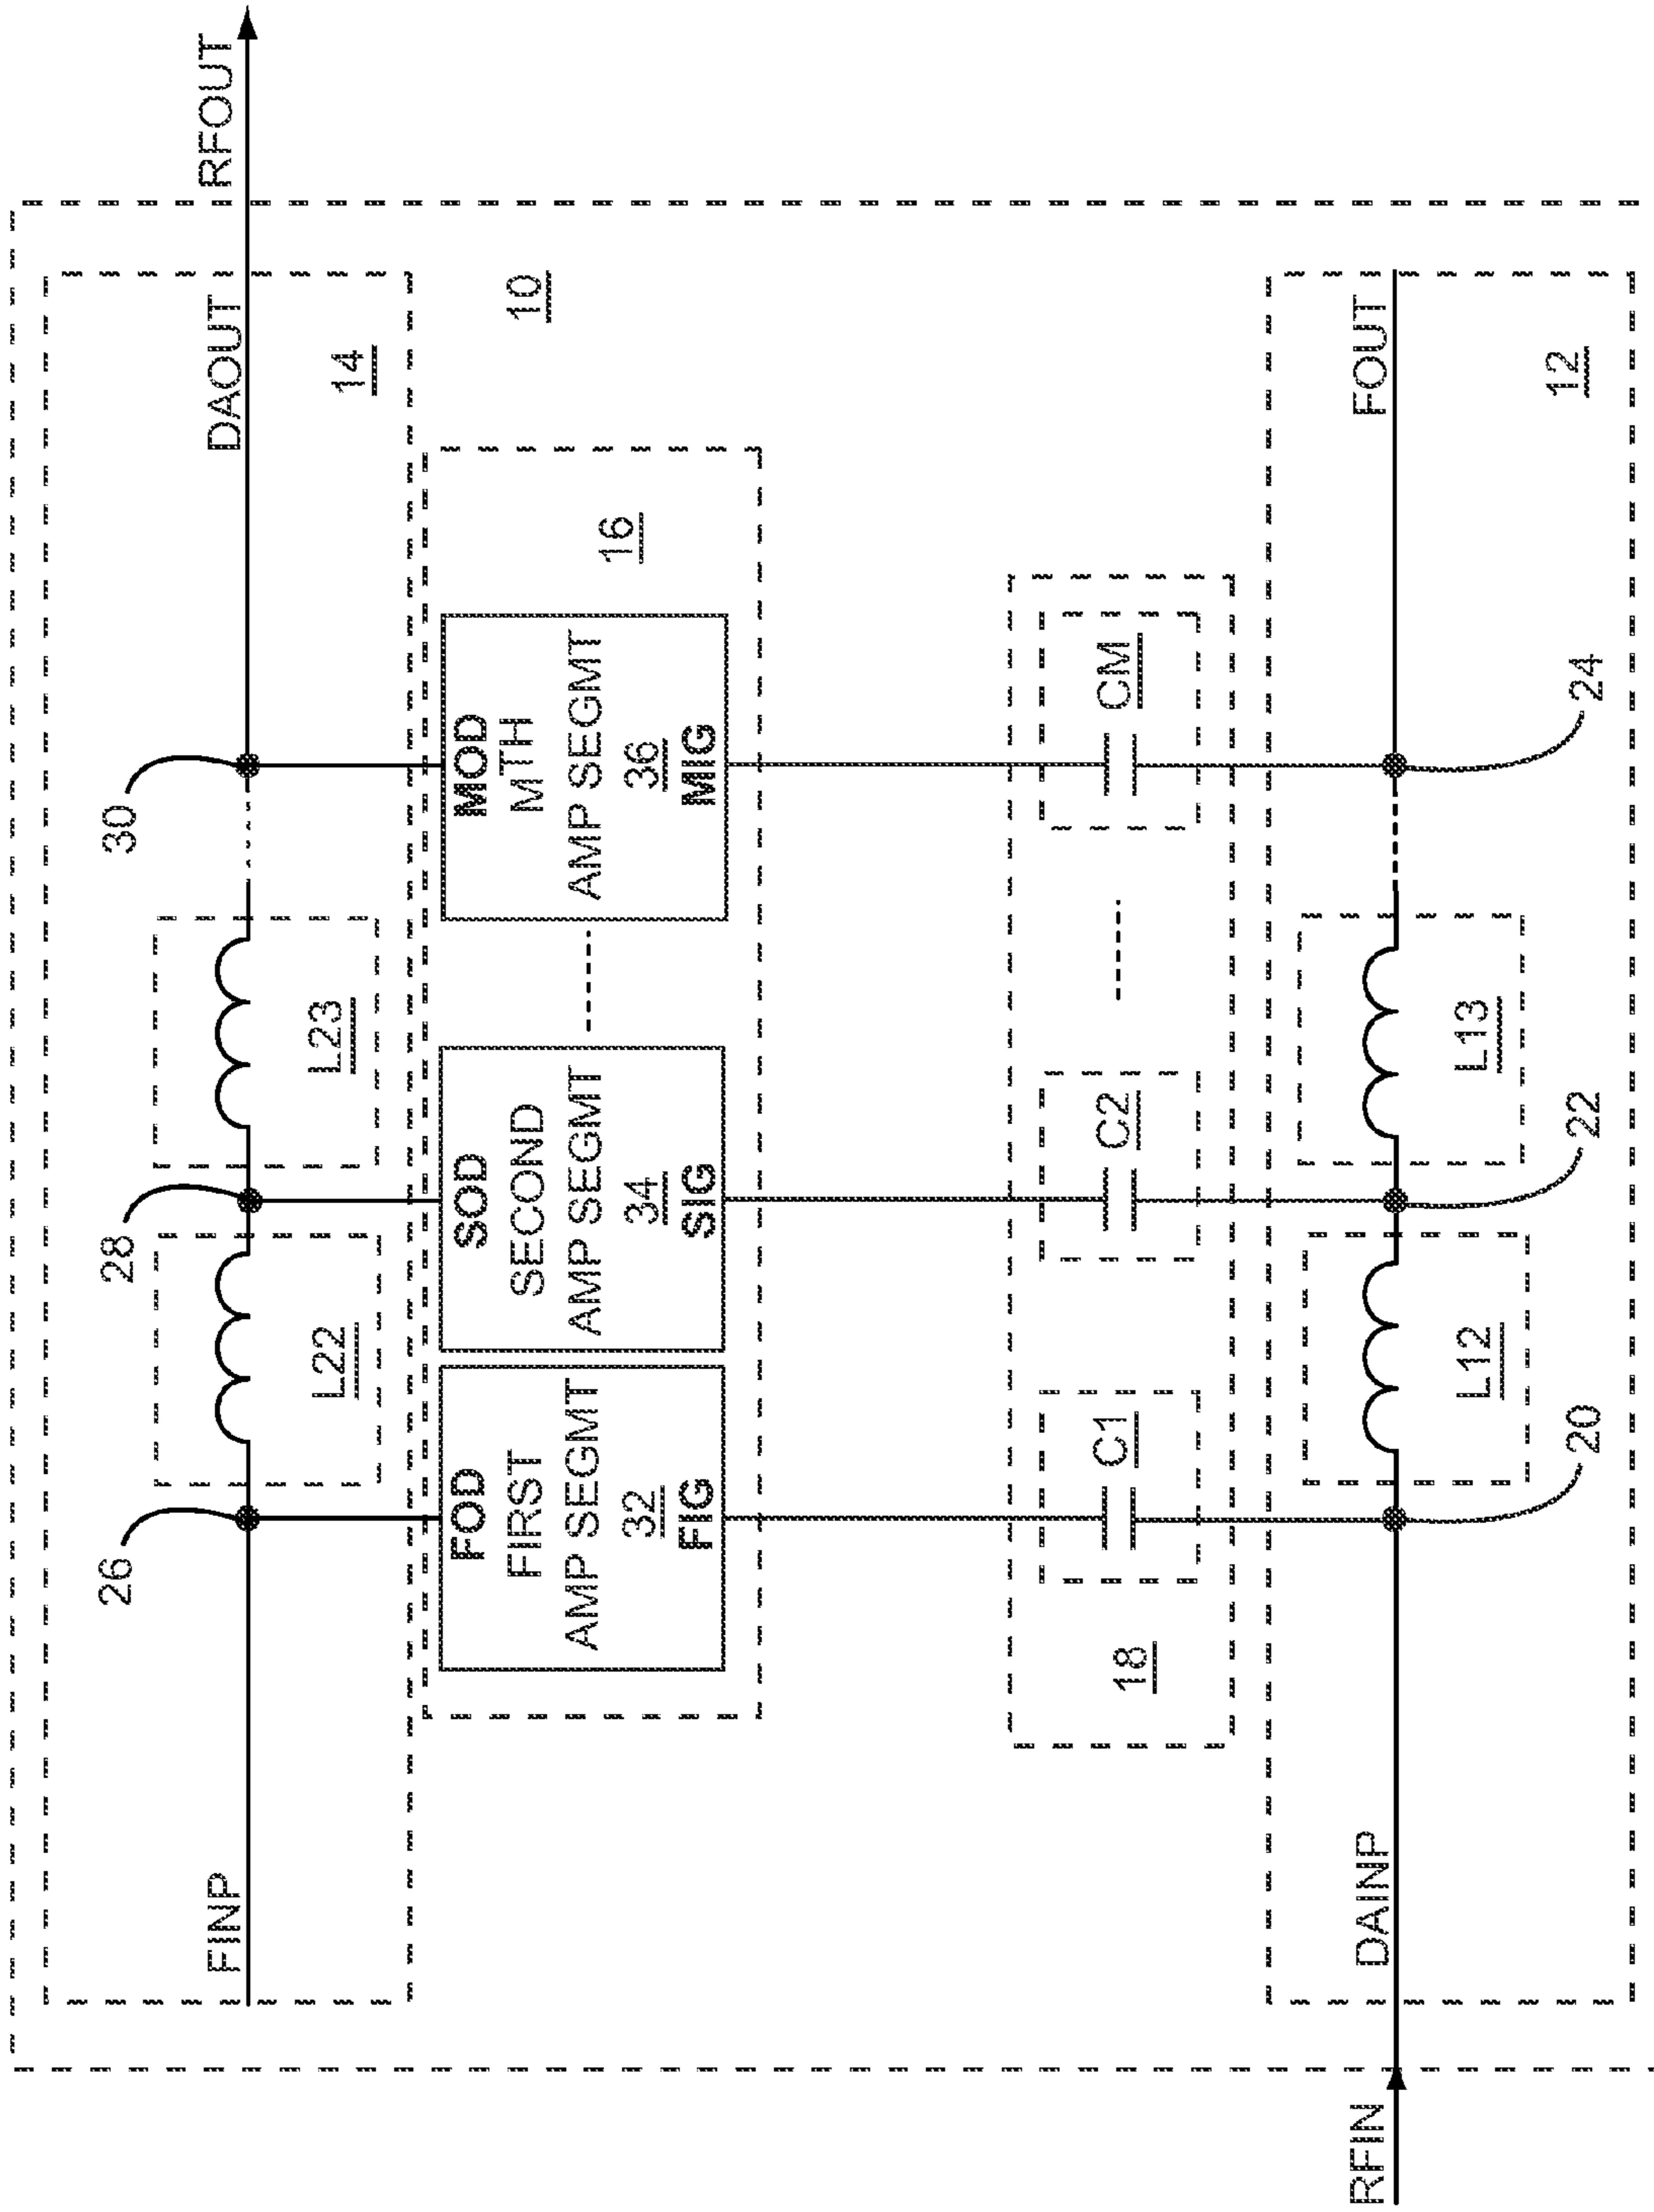 RFOUT
30
28
26
FINP
DAOUT
L22
L23
14
10
FOD
FIRST
AMP SEGMT
32
FIG
SOD
SECOND
AMP SEGMT
34
SIG
MOD
MTH
AMP SEGMT
36
MIG
16
18
C1
C2
CM
RFIN
DAINP
FOUT
L12
L13
12
20
22
24